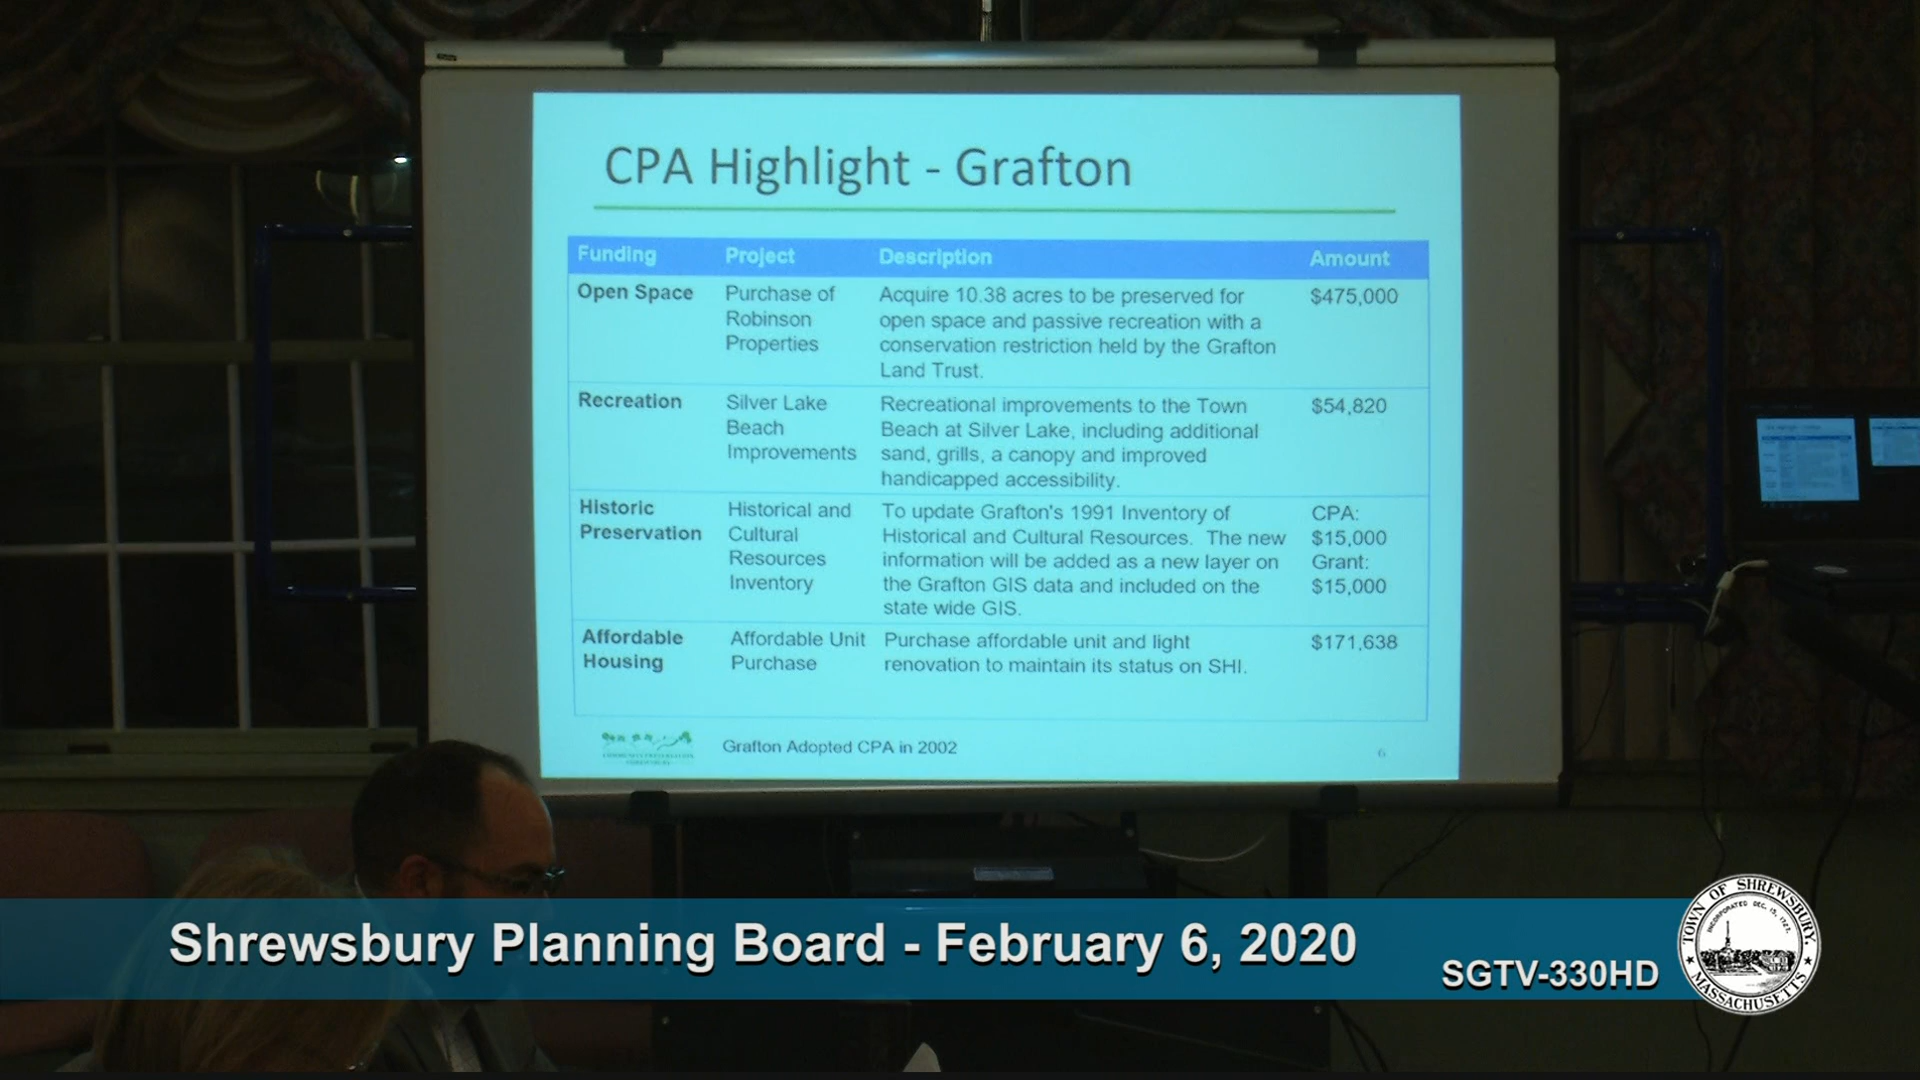 CPA Highlight - Grafton
Funding Project Description Amount
Open Space
Purchase of
Robinson
Properties
Acquire 10.38 acres to be preserved for
open space and passive recreation with a
conservation restriction held by the Grafton
Land Trust.
$475,000
Recreation
Silver Lake
Beach
Improvements
Recreational improvements to the Town
Beach at Silver Lake, including additional
sand, grills, a canopy and improved
handicapped accessibility.
$54,820
Historic
Preservation
Historical and
Cultural
Resources
Inventory
To update Grafton's 1991 Inventory of
Historical and Cultural Resources. The new
information will be added as a new layer on
the Grafton GIS data and included on the
state wide GIS.
CPA:
$15,000
Grant:
$15,000
Affordable
Housing
Affordable Unit
Purchase
Purchase affordable unit and light
renovation to maintain its status on SHI.
$171,638
Grafton Adopted CPA in 2002
6
Shrewsbury Planning Board - February 6, 2020
SGTV-330HD
TOWN OF SHREWSBURY,
MASSACHUSETTS